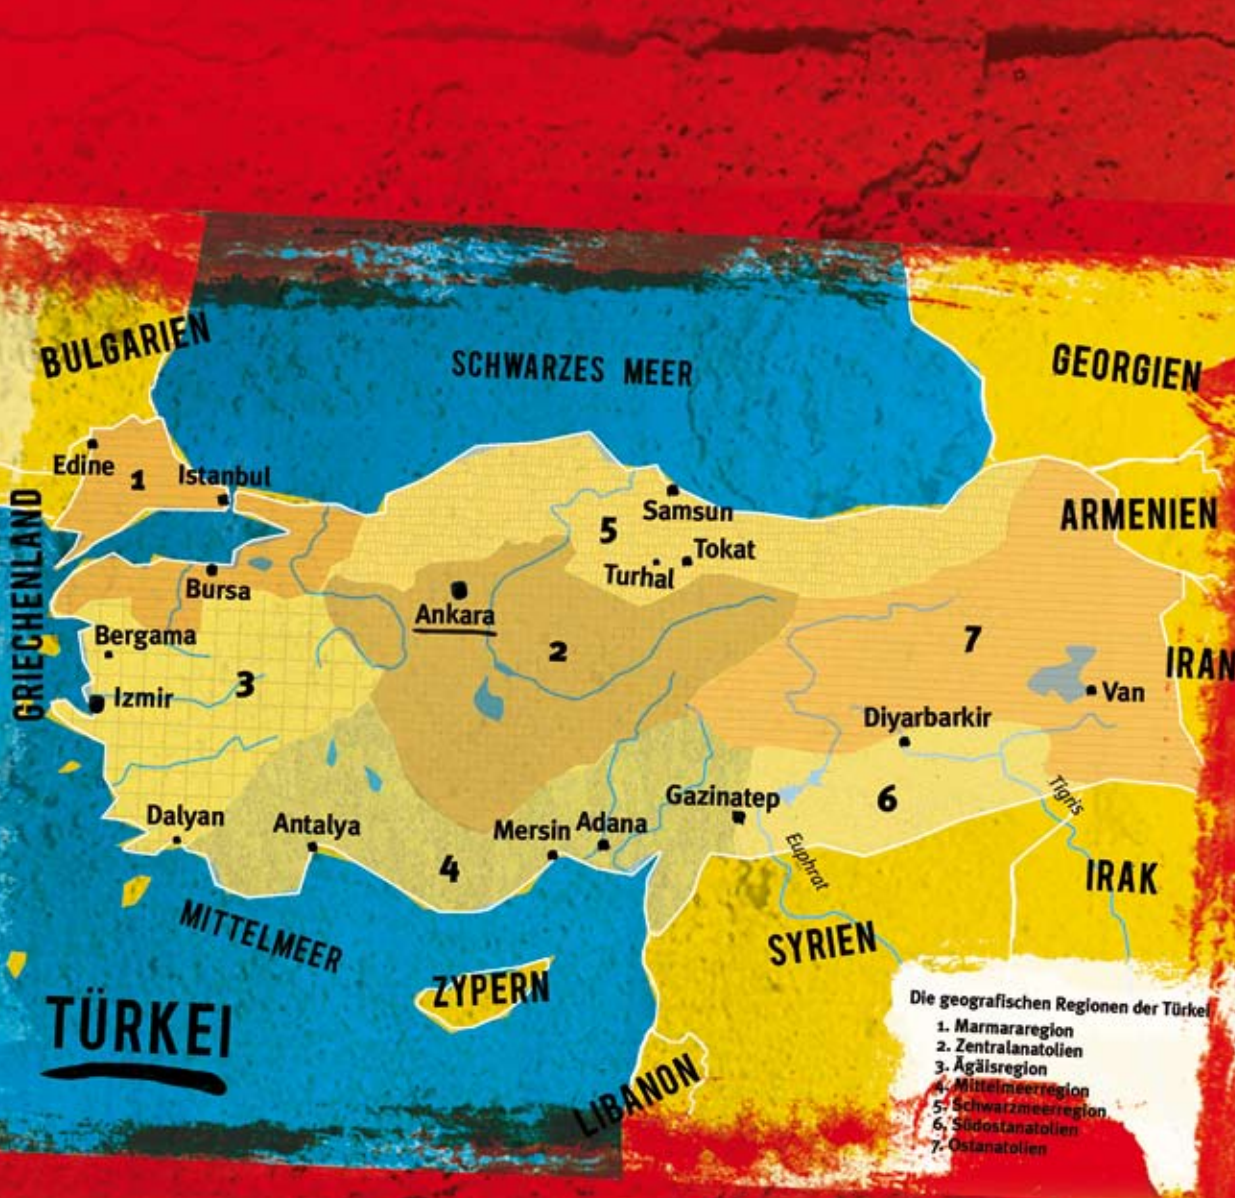 BULGARIEN
SCHWARZES MEER
GEORGIEN
Edine
1
Istanbul
GRIECHENLAND
5
Samsun
ARMENIEN
Turhal
Tokat
Bursa
Ankara
Bergama
2
7
IRAN
3
Izmir
Van
Diyarbarkir
Dalyan
Antalya
Mersin
Adana
Gazinatep
6
Tigris
4
Euphrat
IRAK
MITTELMEER
SYRIEN
ZYPERN
TÜRKEI
LIBANON
Die geografischen Regionen der Türkei
1. Marmararegion
2. Zentralanatolien
3. Ägäisregion
4. Mittelmeerregion
5. Schwarzmeerregion
6. Südostanatolien
7. Ostanatolien